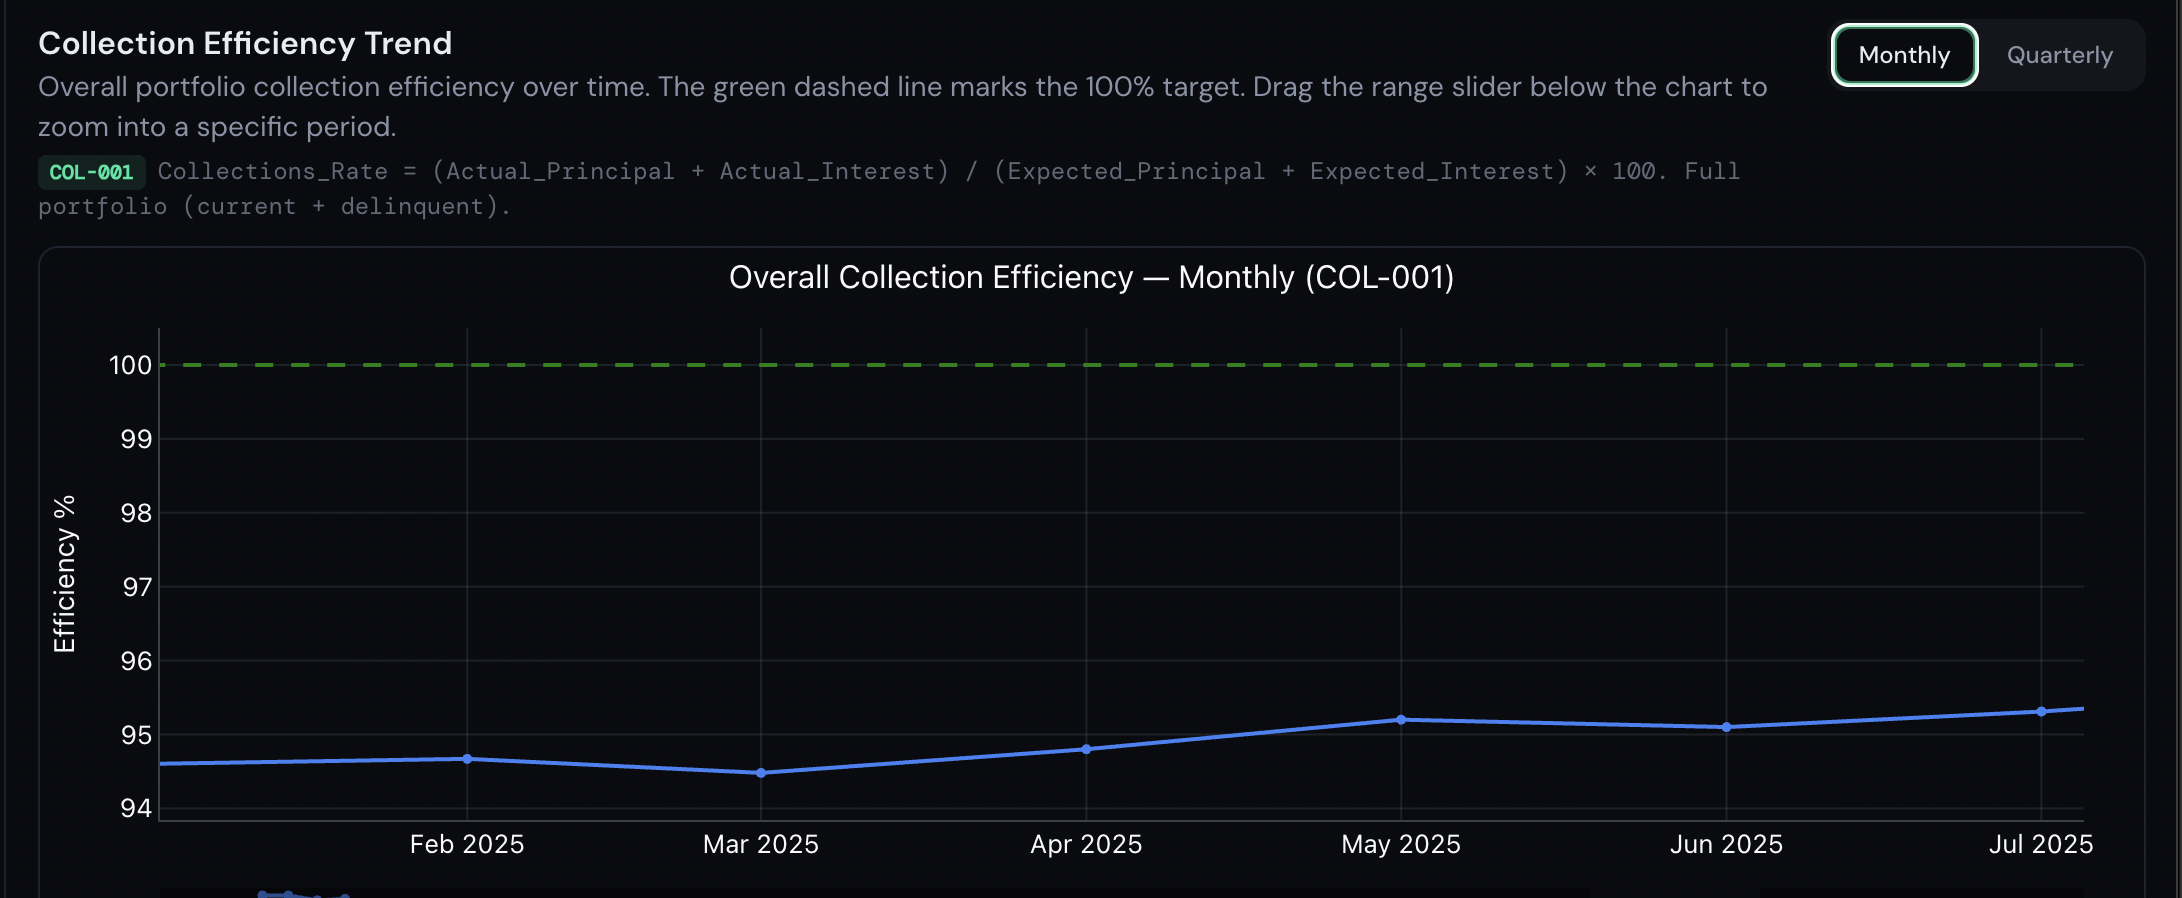 Collection Efficiency Trend
Monthly
Quarterly
Overall portfolio collection efficiency over time. The green dashed line marks the 100% target. Drag the range slider below the chart to
zoom into a specific period.
COL-001 Collections_Rate = (Actual_Principal + Actual_Interest) / (Expected_Principal + Expected_Interest) × 100. Full
portfolio (current + delinquent).
Overall Collection Efficiency — Monthly (COL-001)
Efficiency %
100
99
98
97
96
95
94
Feb 2025
Mar 2025
Apr 2025
May 2025
Jun 2025
Jul 2025